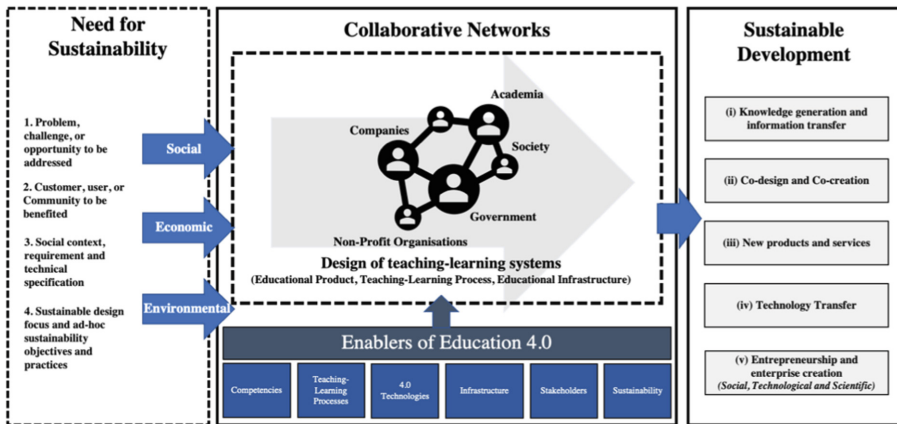 Need for
Sustainability
1. Problem,
challenge, or
opportunity to be
addressed
2. Customer, user, or
Community to be
benefited
3. Social context,
requirement and
technical
specification
4. Sustainable design
focus and ad-hoc
sustainability
objectives and
practices
Social
Economic
Environmental
Collaborative Networks
Academia
Companies
Society
Government
Non-Profit Organisations
Design of teaching-learning systems
(Educational Product, Teaching-Learning Process, Educational Infrastructure)
Enablers of Education 4.0
Competencies
Teaching-
Learning
Processes
4.0
Technologies
Infrastructure
Stakeholders
Sustainability
Sustainable
Development
(i) Knowledge generation and
information transfer
(ii) Co-design and Co-creation
(iii) New products and services
(iv) Technology Transfer
(v) Entrepreneurship and
enterprise creation
(Social, Technological and Scientific)